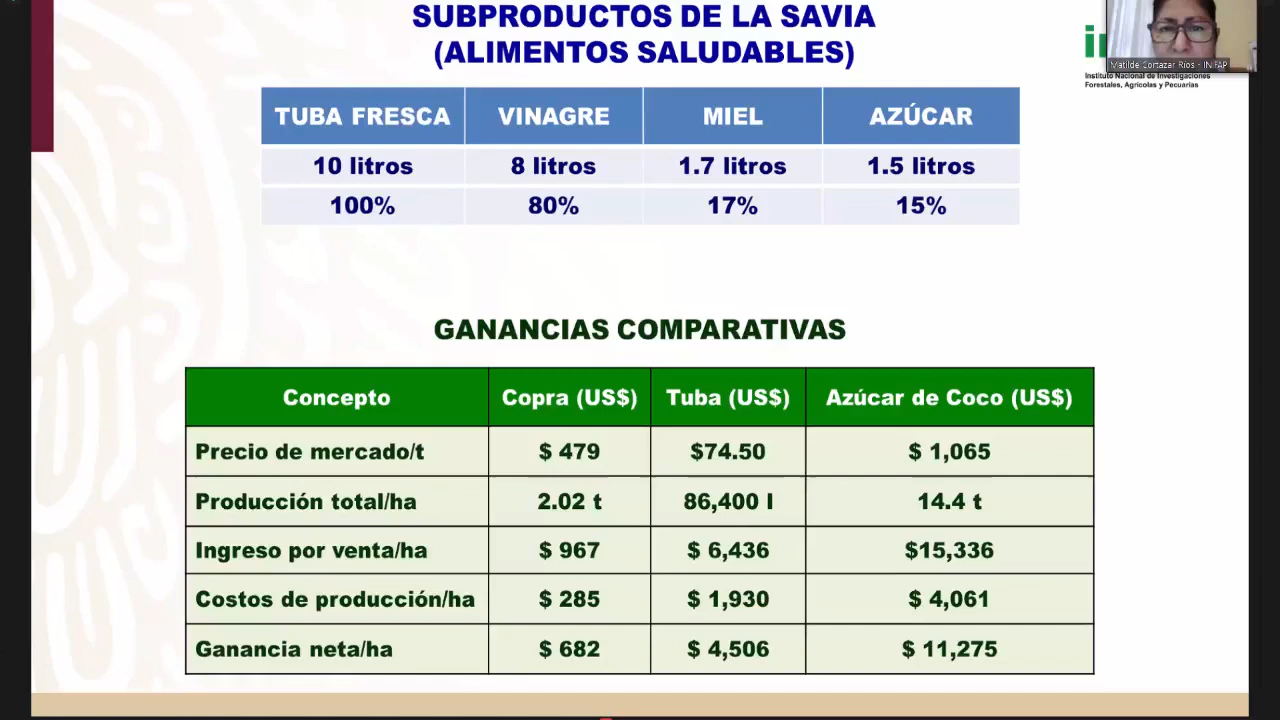 SUBPRODUCTOS DE LA SAVIA
(ALIMENTOS SALUDABLES)
Matilde Cortazar Rios - INIFAP
Instituto Nacional de Investigaciones
Forestales, Agrícolas y Pecuarias
TUBA FRESCA VINAGRE MIEL AZÚCAR
10 litros 8 litros 1.7 litros 1.5 litros
100% 80% 17% 15%
GANANCIAS COMPARATIVAS
Concepto Copra (US$) Tuba (US$) Azúcar de Coco (US$)
Precio de mercado/t $ 479 $74.50 $ 1,065
Producción total/ha 2.02 t 86,400 l 14.4 t
Ingreso por venta/ha $ 967 $ 6,436 $15,336
Costos de producción/ha $ 285 $ 1,930 $ 4,061
Ganancia neta/ha $ 682 $ 4,506 $ 11,275